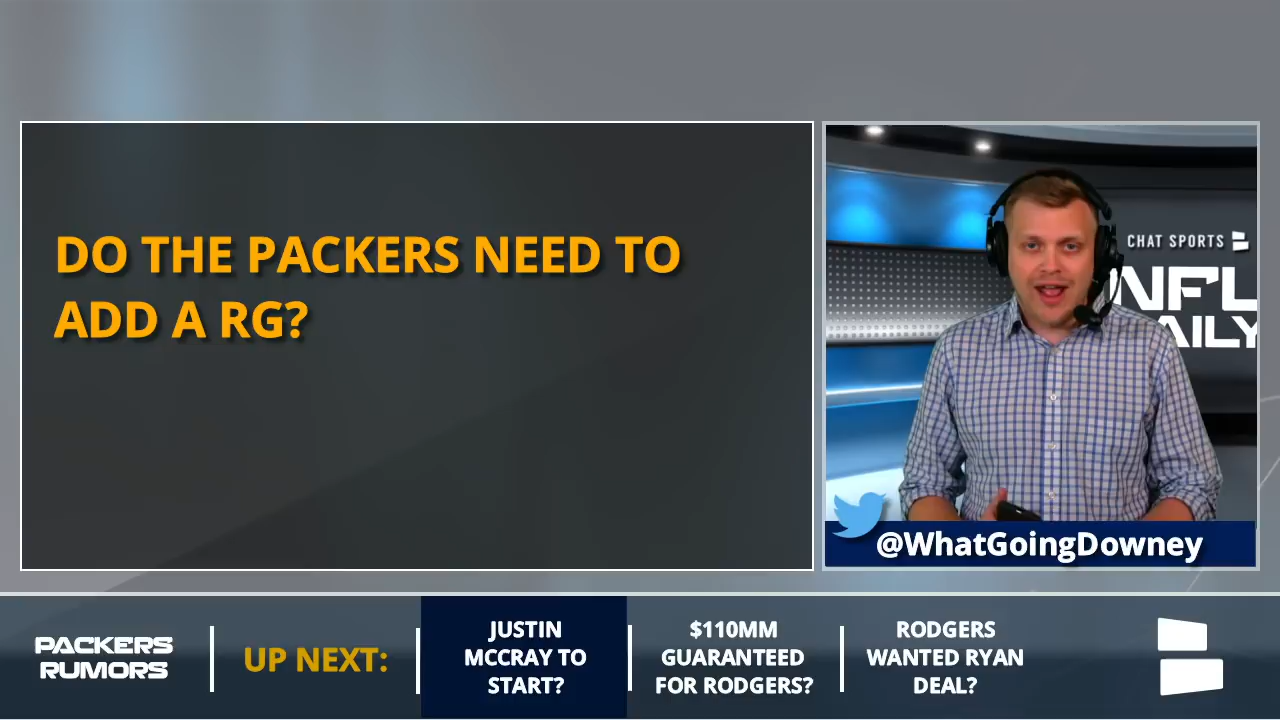 DO THE PACKERS NEED TO
ADD A RG?
CHAT SPORTS
NFL
AILY
@WhatGoingDowney
PACKERS
RUMORS
UP NEXT:
JUSTIN
MCCRAY TO
START?
$110MM
GUARANTEED
FOR RODGERS?
RODGERS
WANTED RYAN
DEAL?